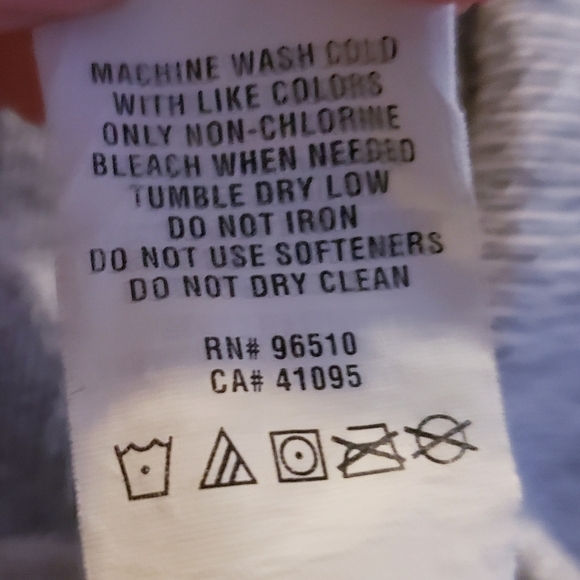 MACHINE WASH COLD
WITH LIKE COLORS
ONLY NON-CHLORINE
BLEACH WHEN NEEDED
TUMBLE DRY LOW
DO NOT IRON
DO NOT USE SOFTENERS
DO NOT DRY CLEAN
RN# 96510
CA# 41095